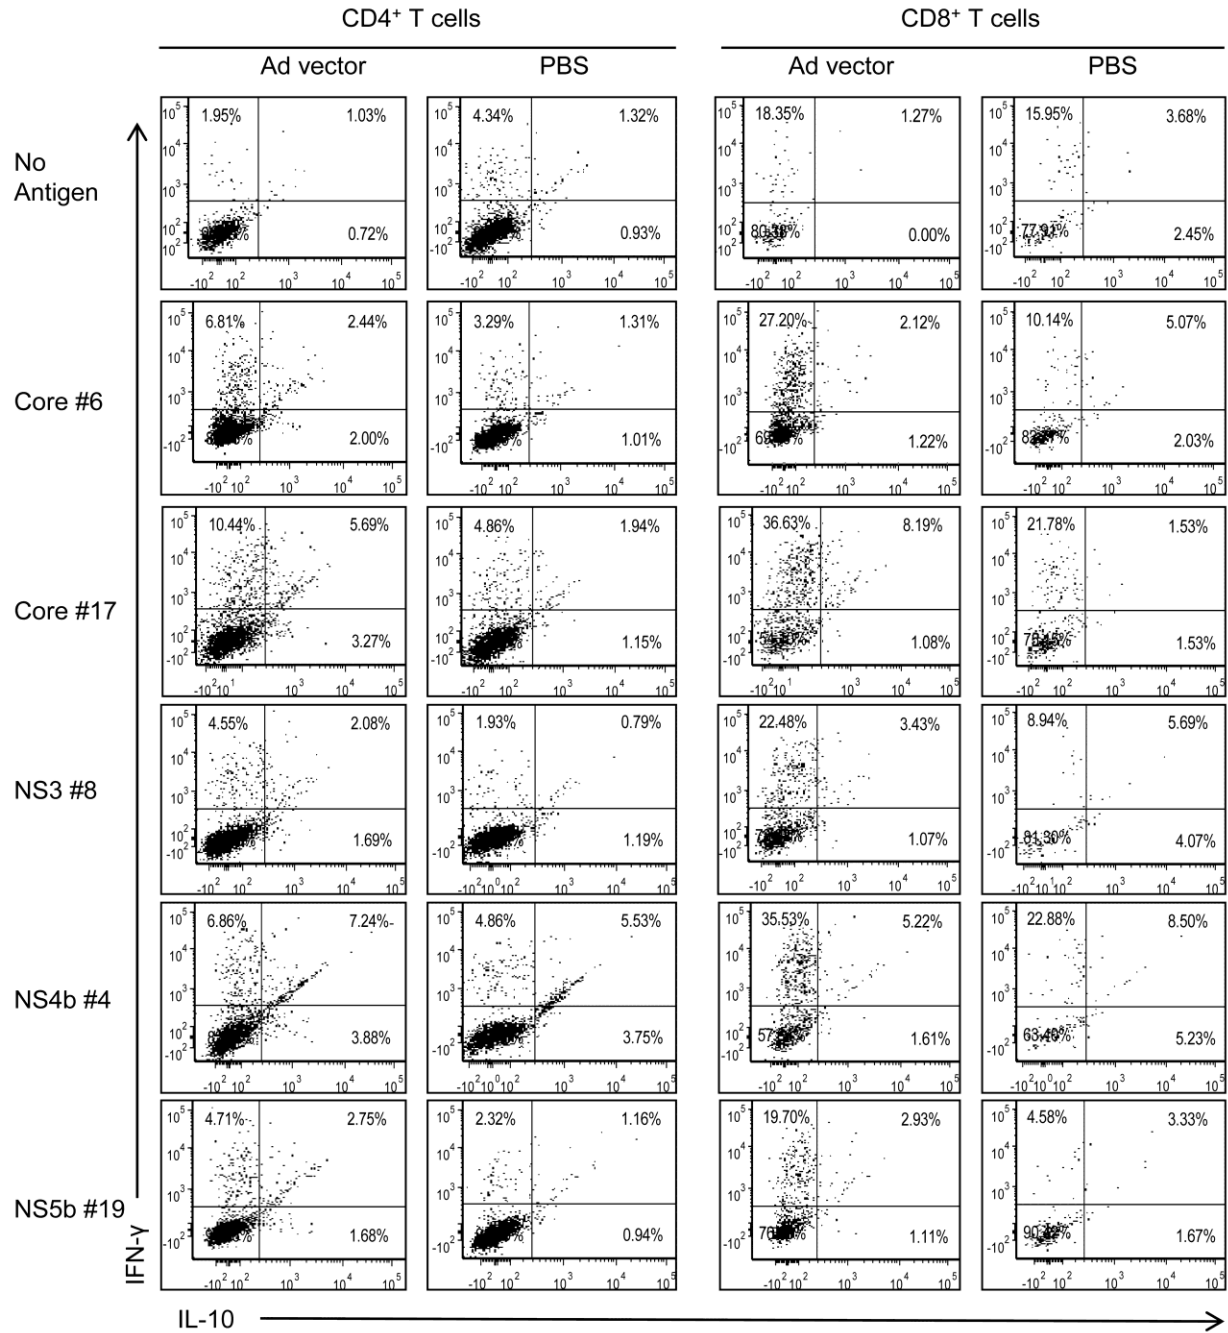 CD4⁺ T cells CD8⁺ T cells
Ad vector PBS Ad vector PBS
No Antigen
1.95% 1.03% 4.34% 1.32% 18.35% 1.27% 15.95% 3.68%
0.72% 0.93% 80.38% 0.00% 77.91% 2.45%
Core #6
6.81% 2.44% 3.29% 1.31% 27.20% 2.12% 10.14% 5.07%
2.00% 1.01% 1.22% 2.03%
Core #17
10.44% 5.69% 4.86% 1.94% 36.63% 8.19% 21.78% 1.53%
3.27% 1.15% 1.08% 1.53%
NS3 #8
4.55% 2.08% 1.93% 0.79% 22.48% 3.43% 8.94% 5.69%
1.69% 1.19% 1.07% 81.30% 4.07%
NS4b #4
6.86% 7.24% 4.86% 5.53% 35.53% 5.22% 22.88% 8.50%
3.88% 3.75% 1.61% 63.40% 5.23%
NS5b #19
4.71% 2.75% 2.32% 1.16% 19.70% 2.93% 4.58% 3.33%
1.68% 0.94% 1.11% 1.67%
IFN-γ
IL-10